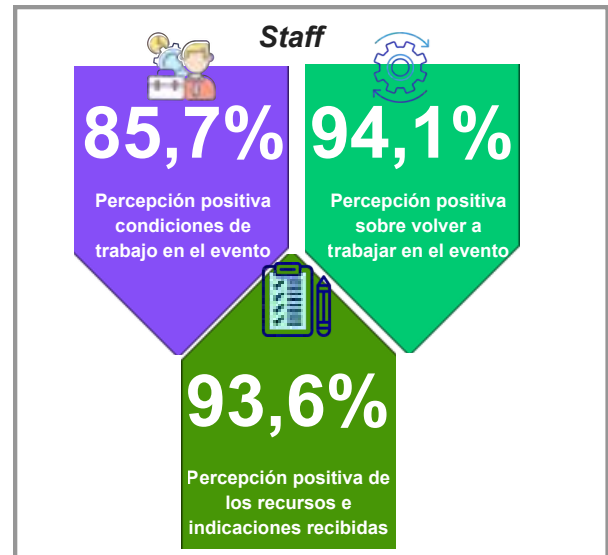 Staff
85,7%
Percepción positiva
condiciones de
trabajo en el evento
94,1%
Percepción positiva
sobre volver a
trabajar en el evento
93,6%
Percepción positiva de
los recursos e
indicaciones recibidas